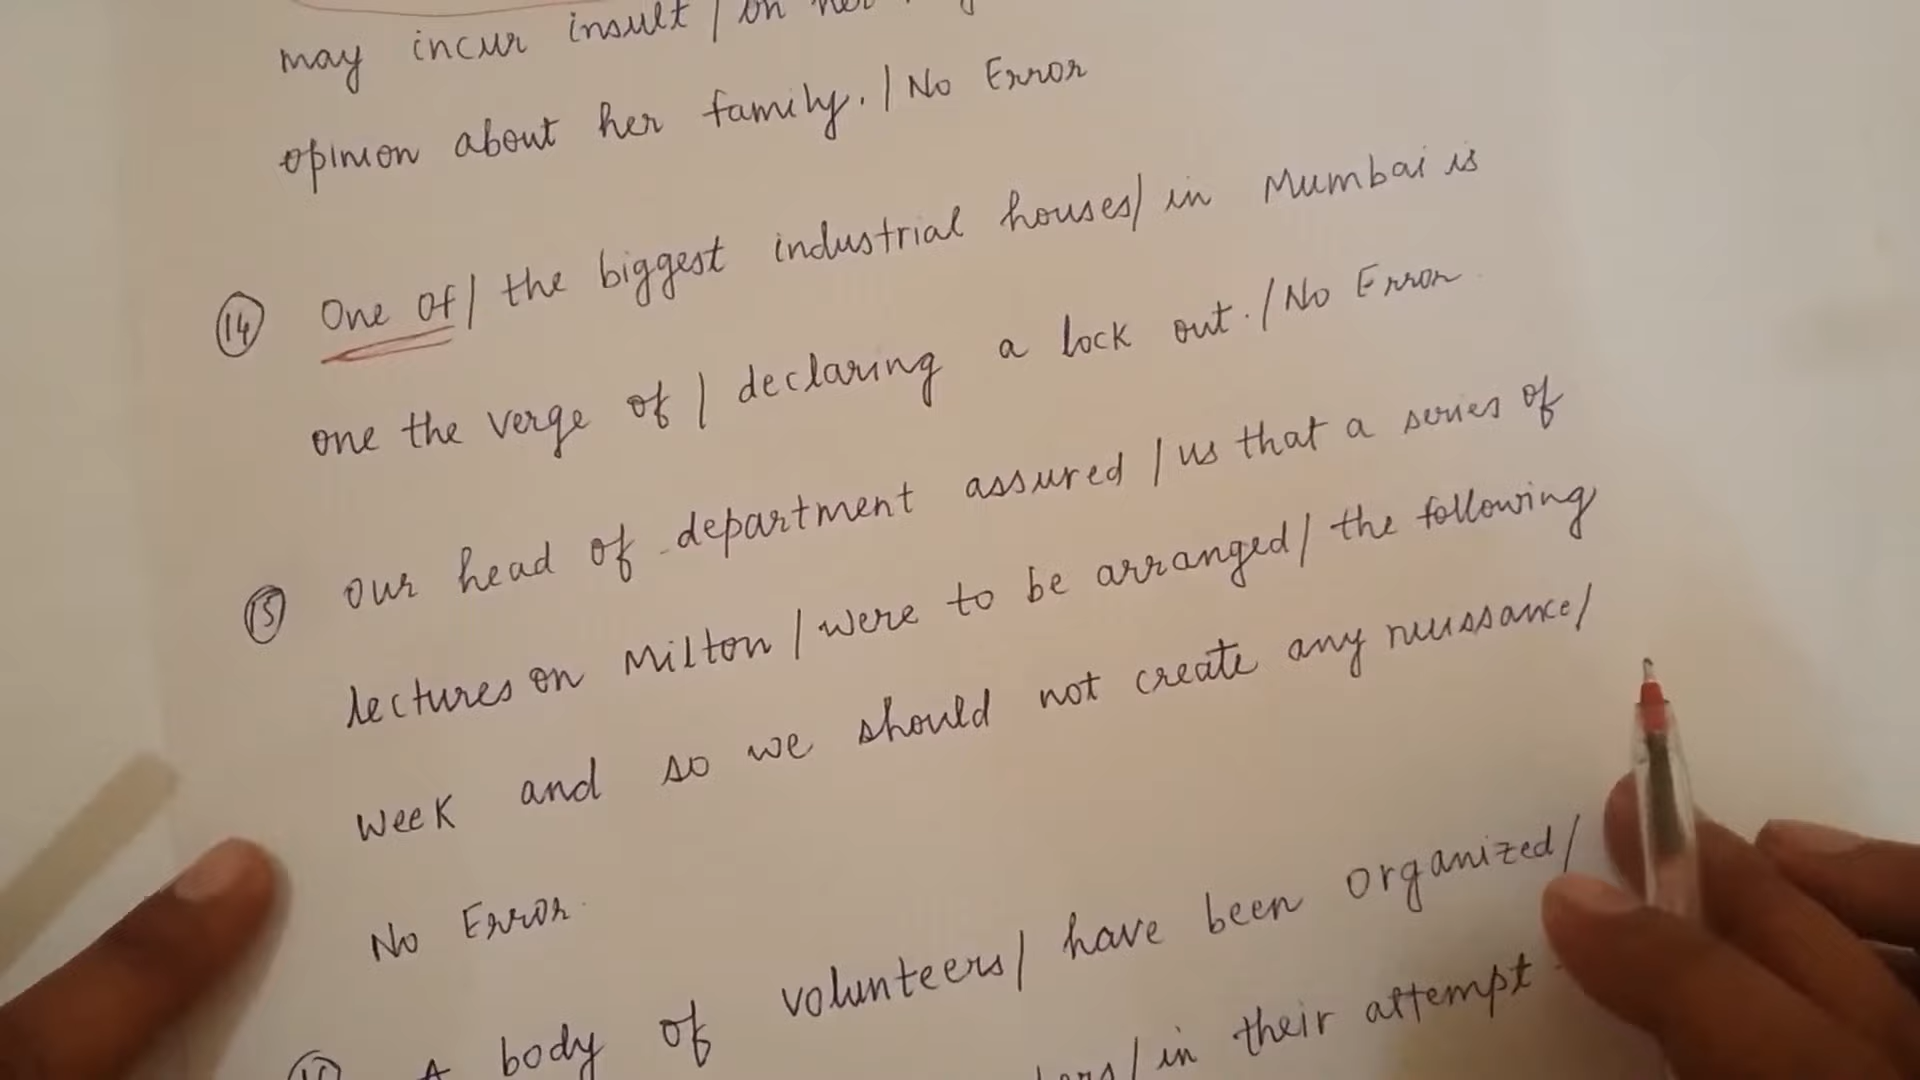 may incur insult / on her
opinion about her family. / No Error
14 One of / the biggest industrial houses / in Mumbai is
one the verge of / declaring a lock out. / No Error
15 Our head of department assured / us that a series of
lectures on Milton / were to be arranged / the following
week and so we should not create any nuissance /
No Error
A body of volunteers / have been organized /
/ in their attempt